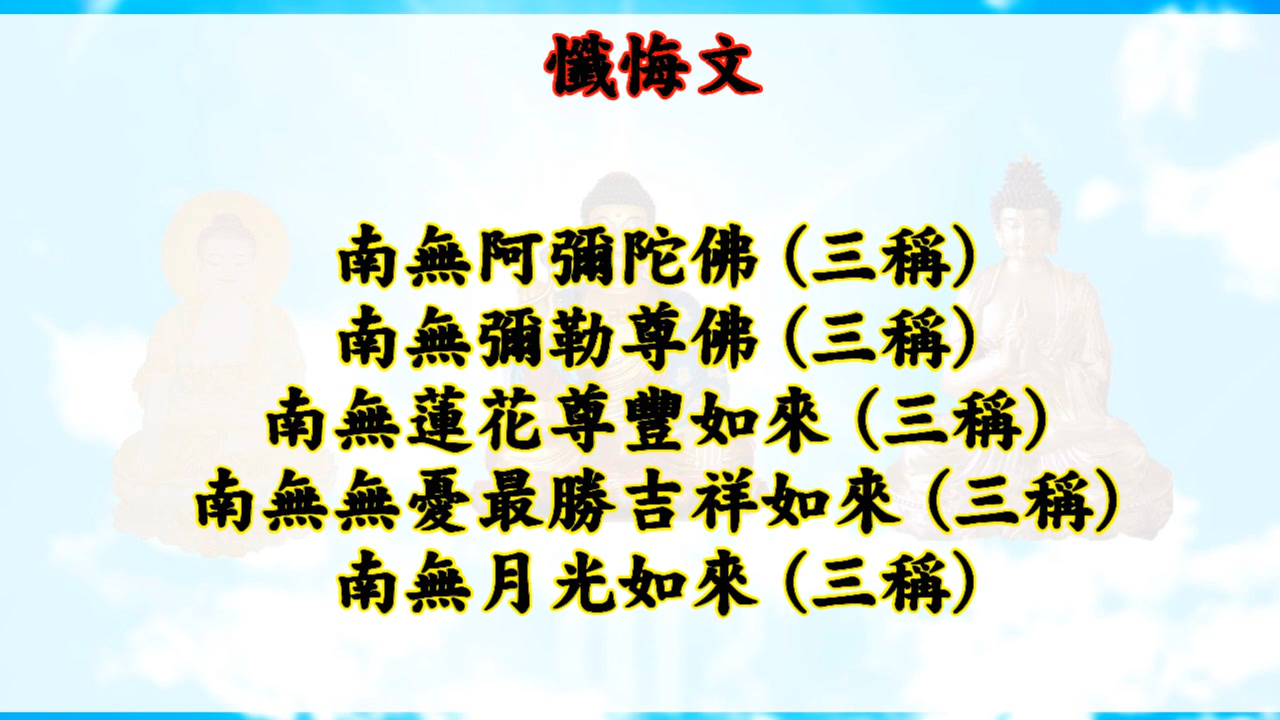 懺悔文
南無阿彌陀佛（三稱）
南無彌勒尊佛（三稱）
南無蓮花尊豐如來（三稱）
南無無憂最勝吉祥如來（三稱）
南無月光如來（三稱）